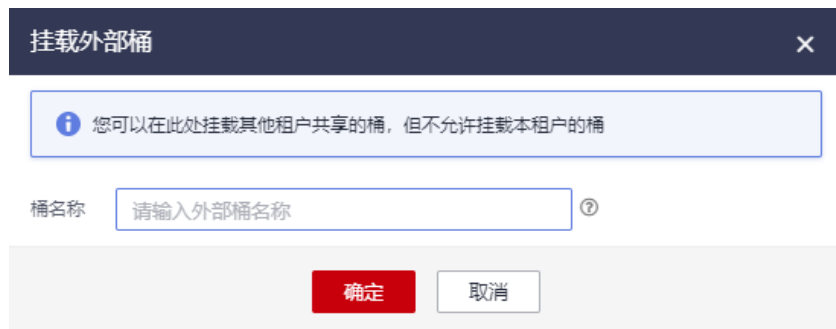 挂载外部桶
您可以在此处挂载其他租户共享的桶，但不允许挂载本租户的桶
桶名称 请输入外部桶名称
确定 取消